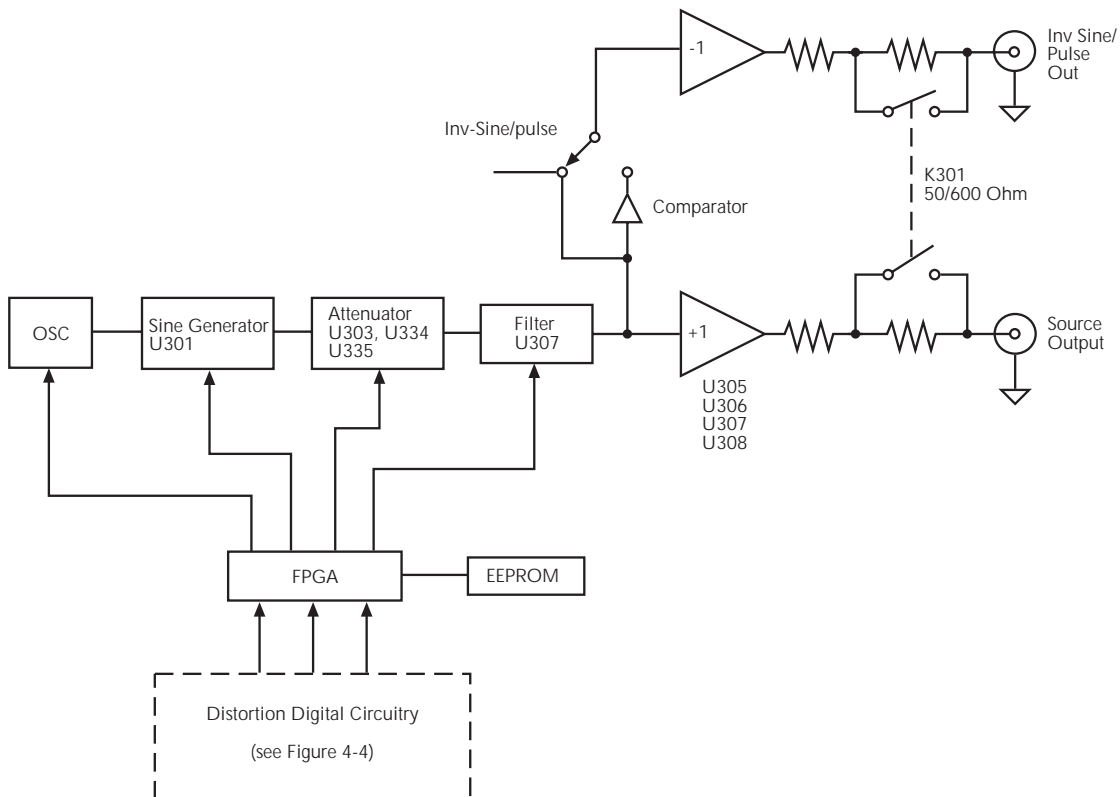 Inv Sine/
Pulse
Out
-1
Inv-Sine/pulse
K301
50/600 Ohm
Comparator
OSC
Sine Generator
U301
Attenuator
U303, U334
U335
Filter
U307
+1
Source
Output
U305
U306
U307
U308
FPGA
EEPROM
Distortion Digital Circuitry
(see Figure 4-4)